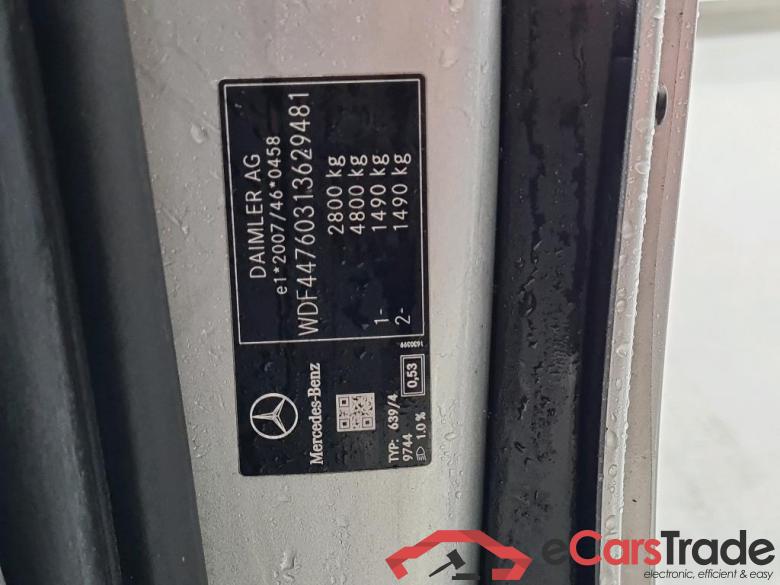 DAIMLER AG
e1*2007/46*0458
WDF44760313629481
2800 kg
4800 kg
1- 1490 kg
2- 1490 kg
Mercedes-Benz
TYP: 639/4
9744
1.0 %
0,53
1630399
eCarsTrade
electronic, efficient & easy